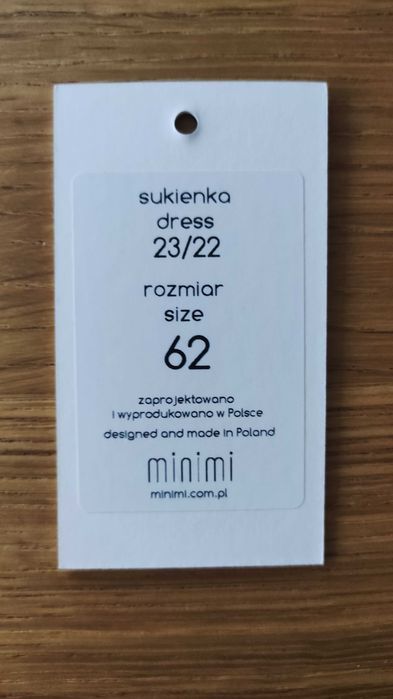 sukienka
dress
23/22
rozmiar
size
62
zaprojektowano
i wyprodukowano w Polsce
designed and made in Poland
minimi
minimi.com.pl